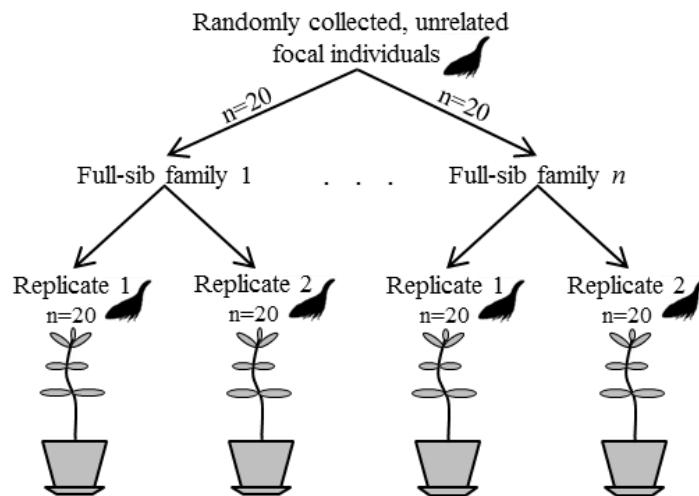 Randomly collected, unrelated
focal individuals
n=20
n=20
Full-sib family 1 . . . Full-sib family n
Replicate 1
n=20
Replicate 2
n=20
Replicate 1
n=20
Replicate 2
n=20